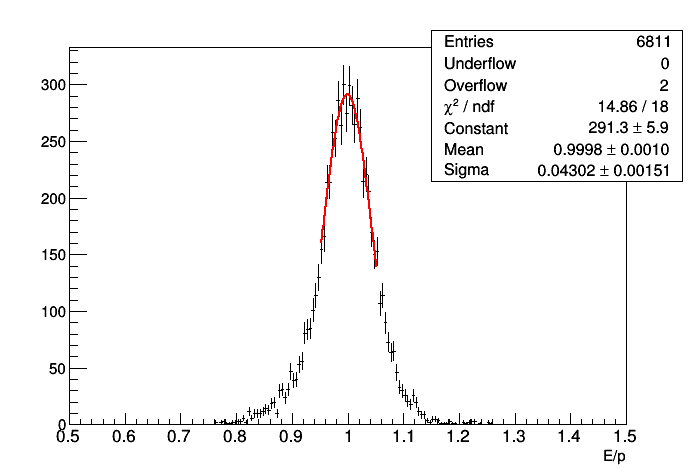 Entries 6811
Underflow 0
Overflow 2
χ² / ndf 14.86 / 18
Constant 291.3 ± 5.9
Mean 0.9998 ± 0.0010
Sigma 0.04302 ± 0.00151
300
250
200
150
100
50
0
0.5 0.6 0.7 0.8 0.9 1 1.1 1.2 1.3 1.4 1.5
E/p